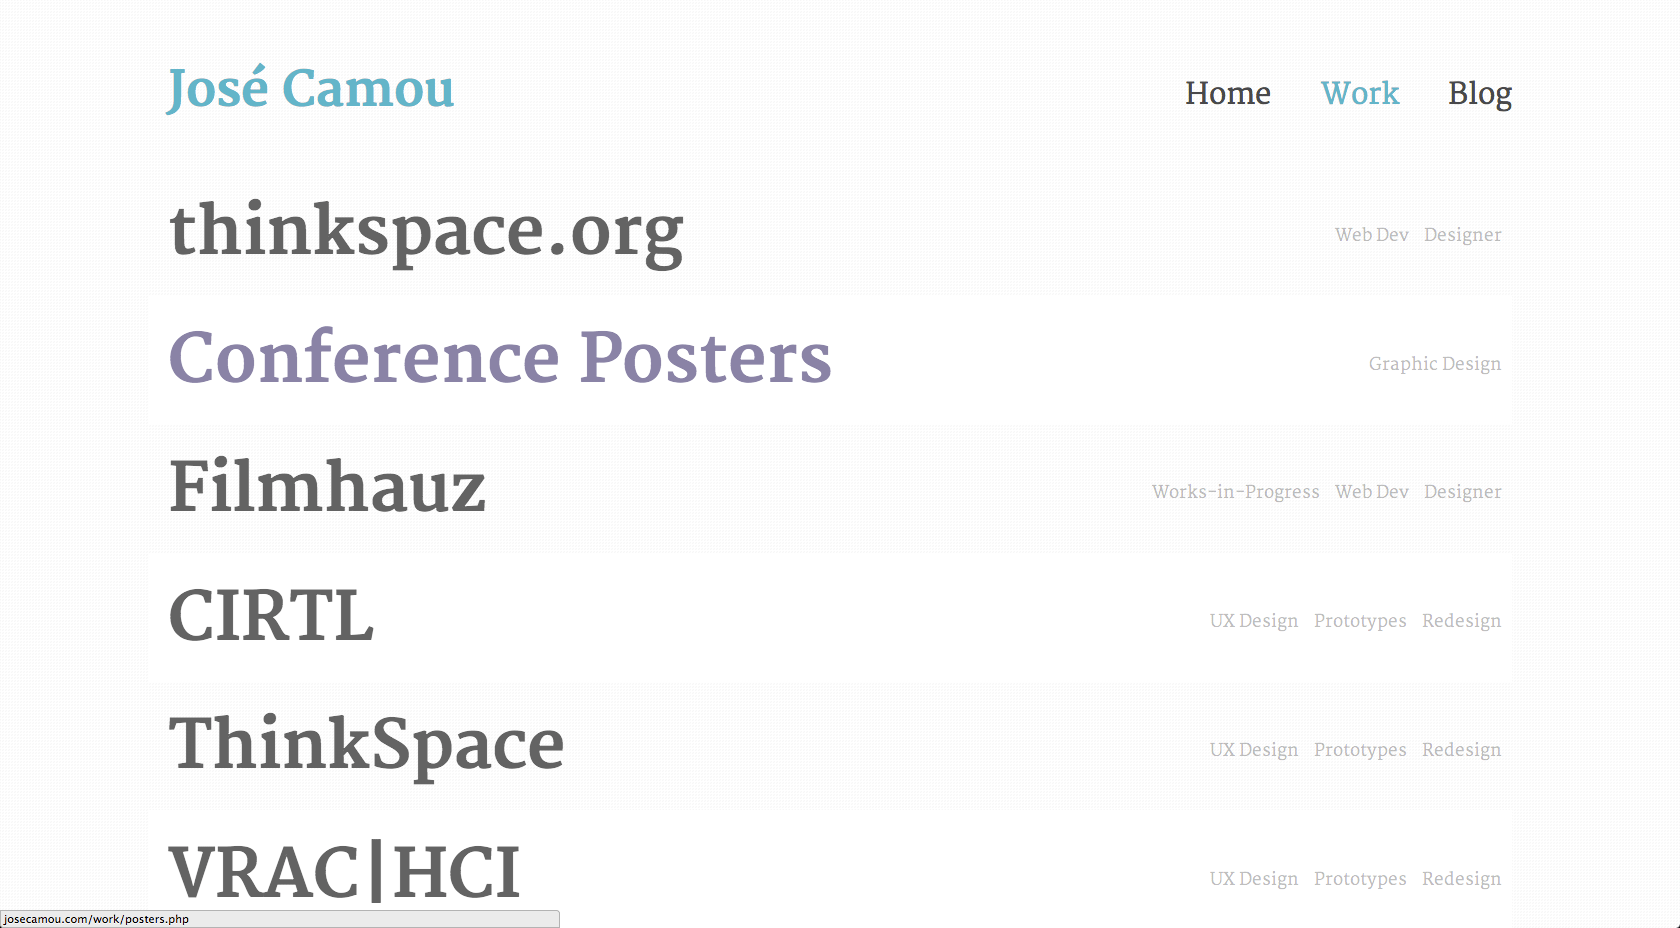 José Camou
Home Work Blog
thinkspace.org
Web Dev Designer
Conference Posters
Graphic Design
Filmhauz
Works-in-Progress Web Dev Designer
CIRTL
UX Design Prototypes Redesign
ThinkSpace
UX Design Prototypes Redesign
VRAC|HCI
UX Design Prototypes Redesign
josecamou.com/work/posters.php